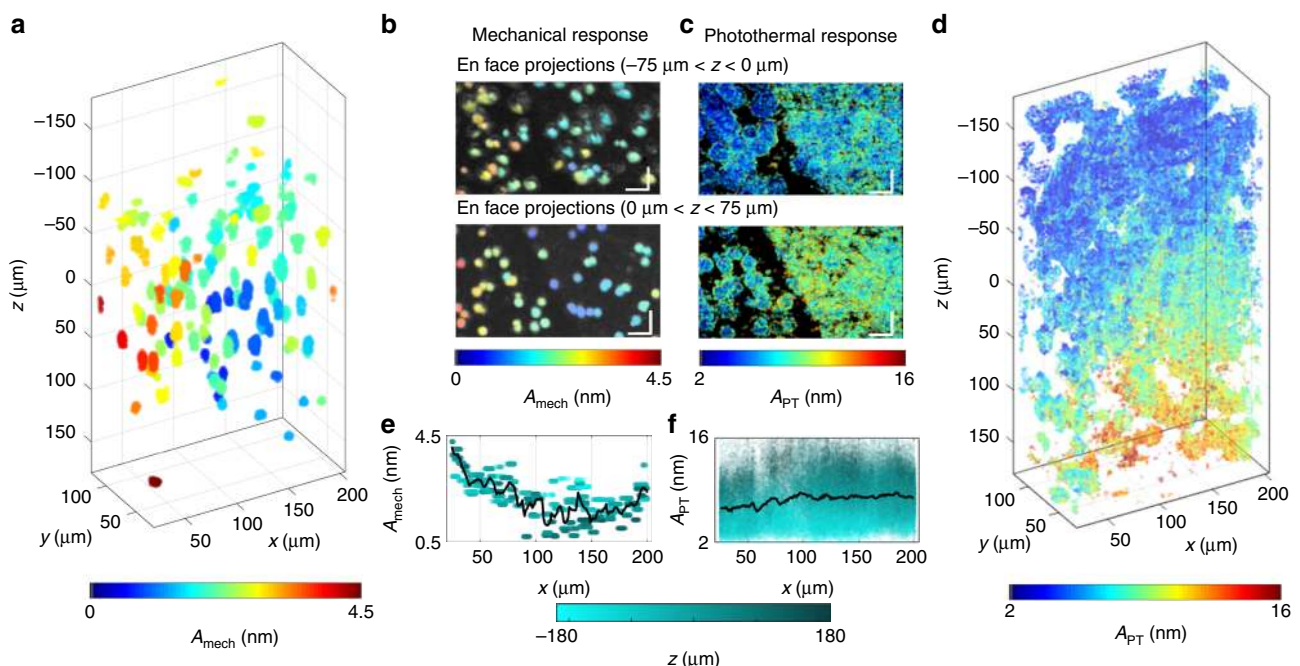 a
b
Mechanical response
c
Photothermal response
d
En face projections (−75 μm < z < 0 μm)
En face projections (0 μm < z < 75 μm)
−150
−100
−50
0
50
100
150
z (μm)
100
50
y (μm)
50
100
150
200
x (μm)
0
4.5
A_mech (nm)
0
4.5
A_mech (nm)
2
16
A_PT (nm)
e
4.5
0.5
A_mech (nm)
50
100
150
200
x (μm)
f
16
2
A_PT (nm)
50
100
150
200
x (μm)
−180
180
z (μm)
−150
−100
−50
0
50
100
150
z (μm)
100
50
y (μm)
50
100
150
200
x (μm)
2
16
A_PT (nm)